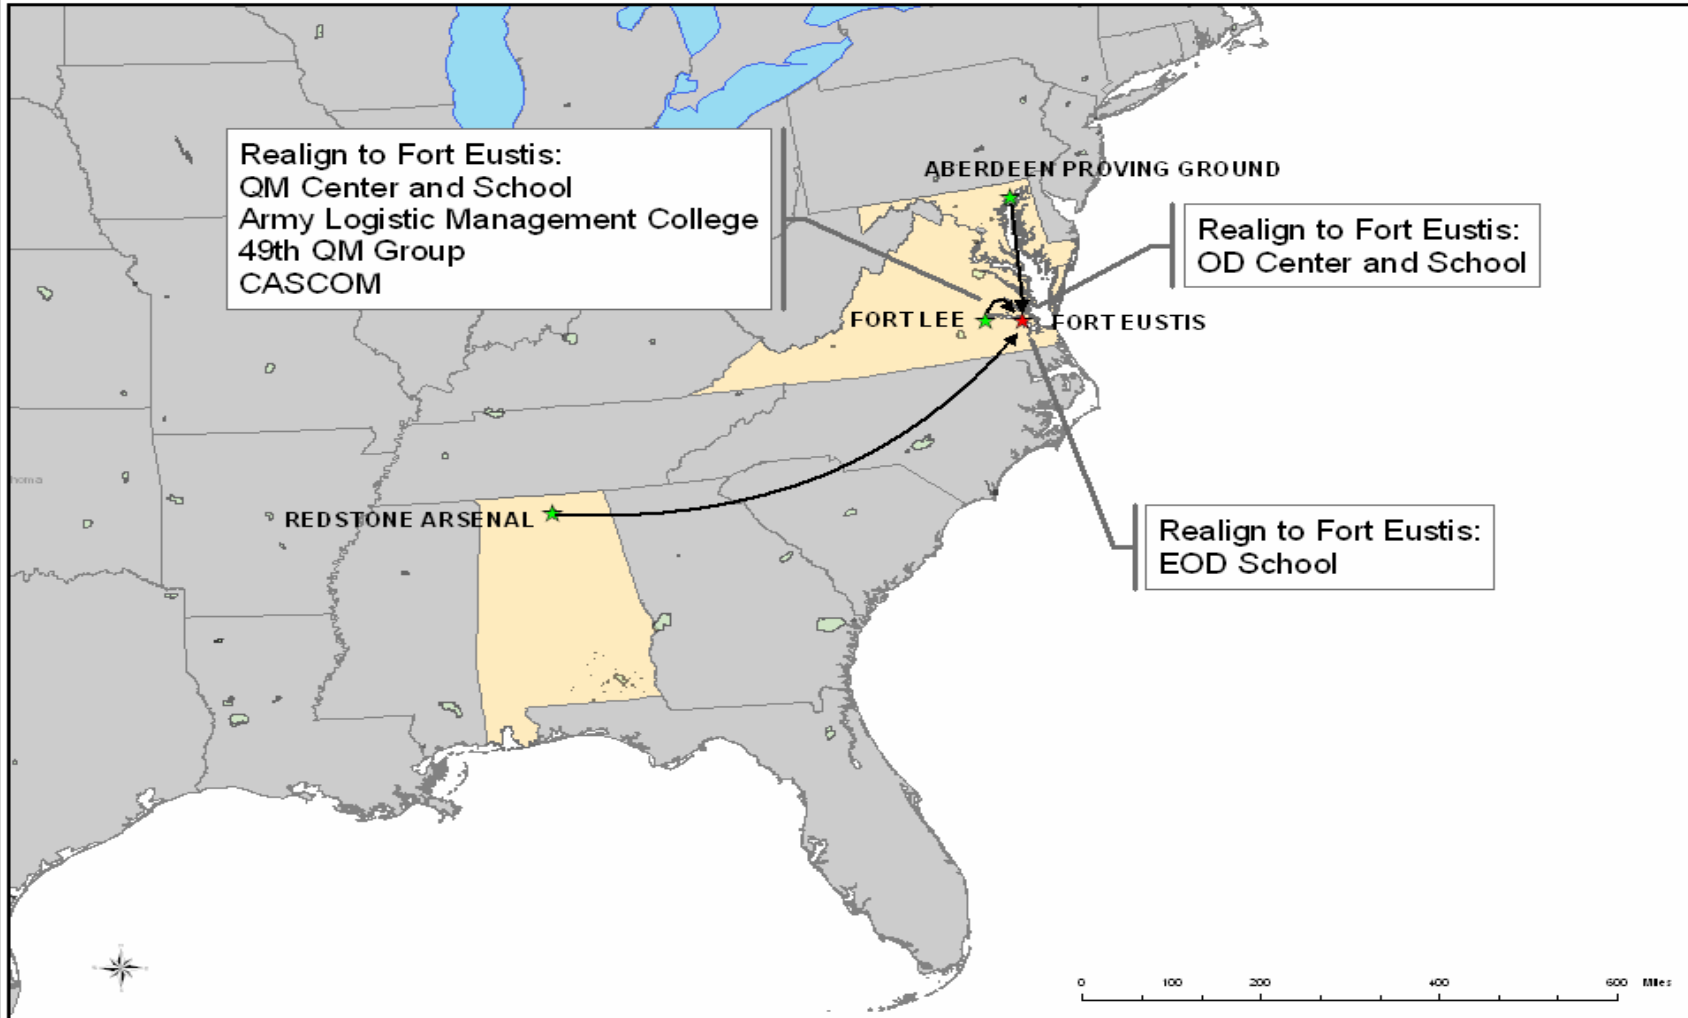 Realign to Fort Eustis:
QM Center and School
Army Logistic Management College
49th QM Group
CASCOM
ABERDEEN PROVING GROUND
Realign to Fort Eustis:
OD Center and School
FORT LEE
FORT EUSTIS
homa
REDSTONE ARSENAL
Realign to Fort Eustis:
EOD School
0 100 200 400 600 Miles